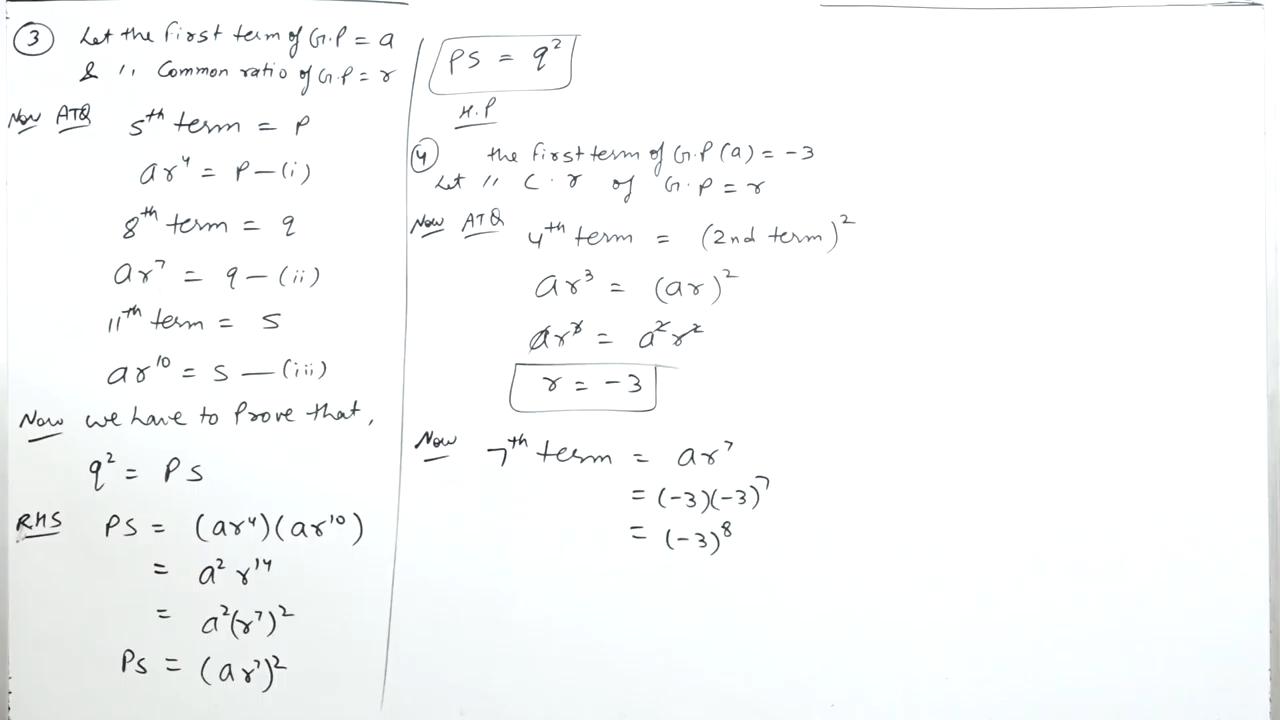 ③ Let the first term of G.P = a
& 〃 Common ratio of G.P = r
Now ATQ 5th term = P
ar⁴ = P — (i)
8th term = q
ar⁷ = q — (ii)
11th term = S
ar¹⁰ = S — (iii)
Now we have to Prove that,
q² = PS
RHS PS = (ar⁴)(ar¹⁰)
= a² r¹⁴
= a²(r⁷)²
PS = (ar⁷)²
PS = q²
H.P
④ the first term of G.P (a) = -3
Let 〃 C.r of G.P = r
Now ATQ 4th term = (2nd term)²
ar³ = (ar)²
ar³ = a²r²
r = -3
Now 7th term = ar⁷
= (-3)(-3)⁷
= (-3)⁸